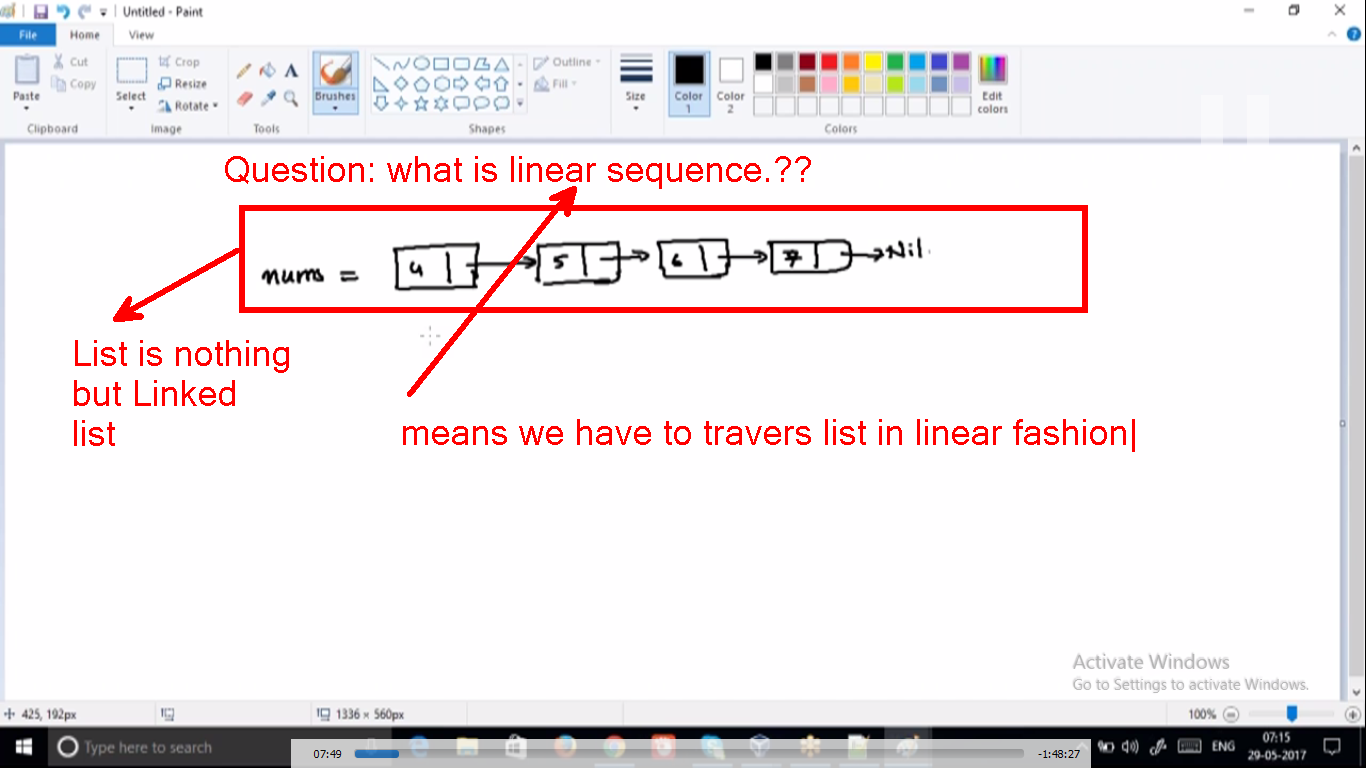 Untitled - Paint
File Home View
Paste
Cut
Copy
Clipboard
Select
Crop
Resize
Rotate
Image
Tools
Brushes
Shapes
Outline
Fill
Size
Color 1
Color 2
Edit colors
Colors
Question: what is linear sequence.??
nums = 4 5 6 7 Nil.
List is nothing
but Linked
list
means we have to travers list in linear fashion
Activate Windows
Go to Settings to activate Windows.
425, 192px
1336 × 560px
100%
Type here to search
07:49
-1:48:27
ENG
07:15
29-05-2017